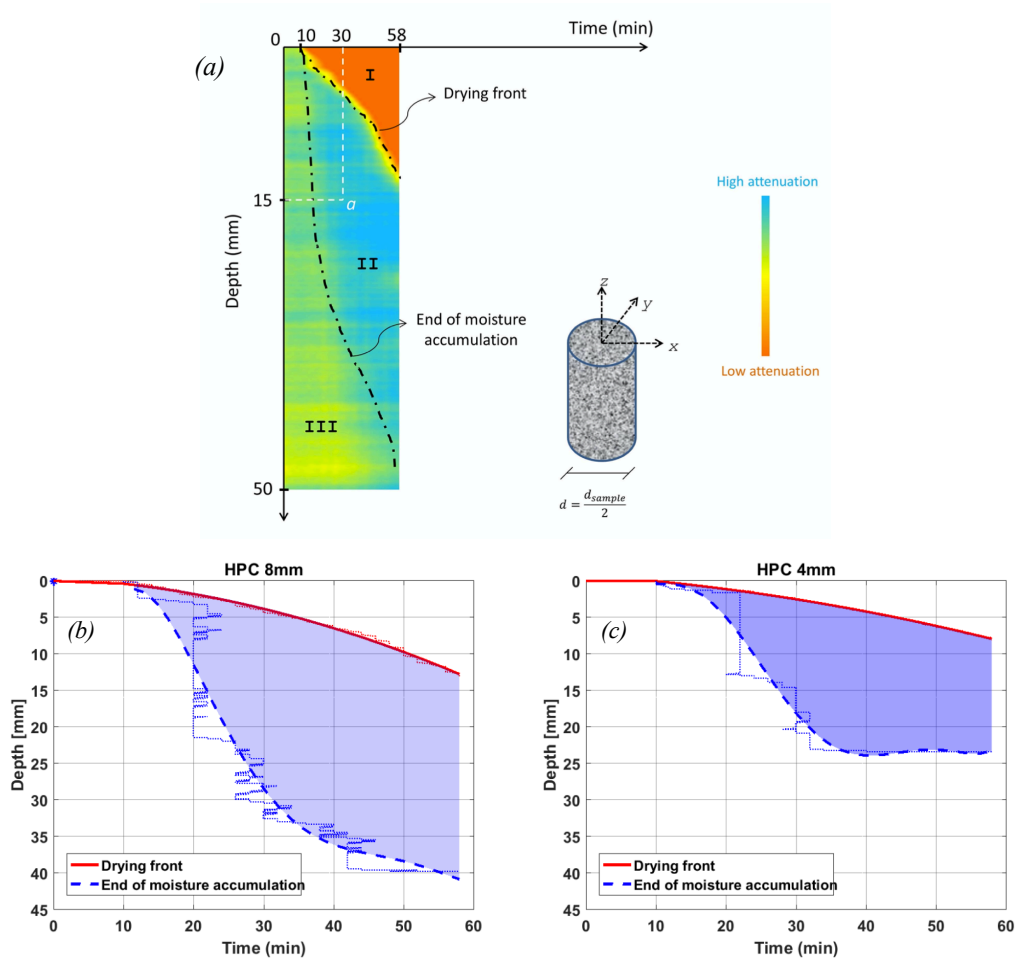 (a)
0 10 30 58
Time (min)
I
Drying front
15
a
High attenuation
Depth (mm)
II
End of moisture
accumulation
z
y
x
Low attenuation
III
50
d = d_sample / 2
HPC 8mm
(b)
0
5
10
15
20
25
30
35
40
45
Depth [mm]
Drying front
End of moisture accumulation
0 10 20 30 40 50 60
Time (min)
HPC 4mm
(c)
0
5
10
15
20
25
30
35
40
45
Depth [mm]
Drying front
End of moisture accumulation
0 10 20 30 40 50 60
Time (min)